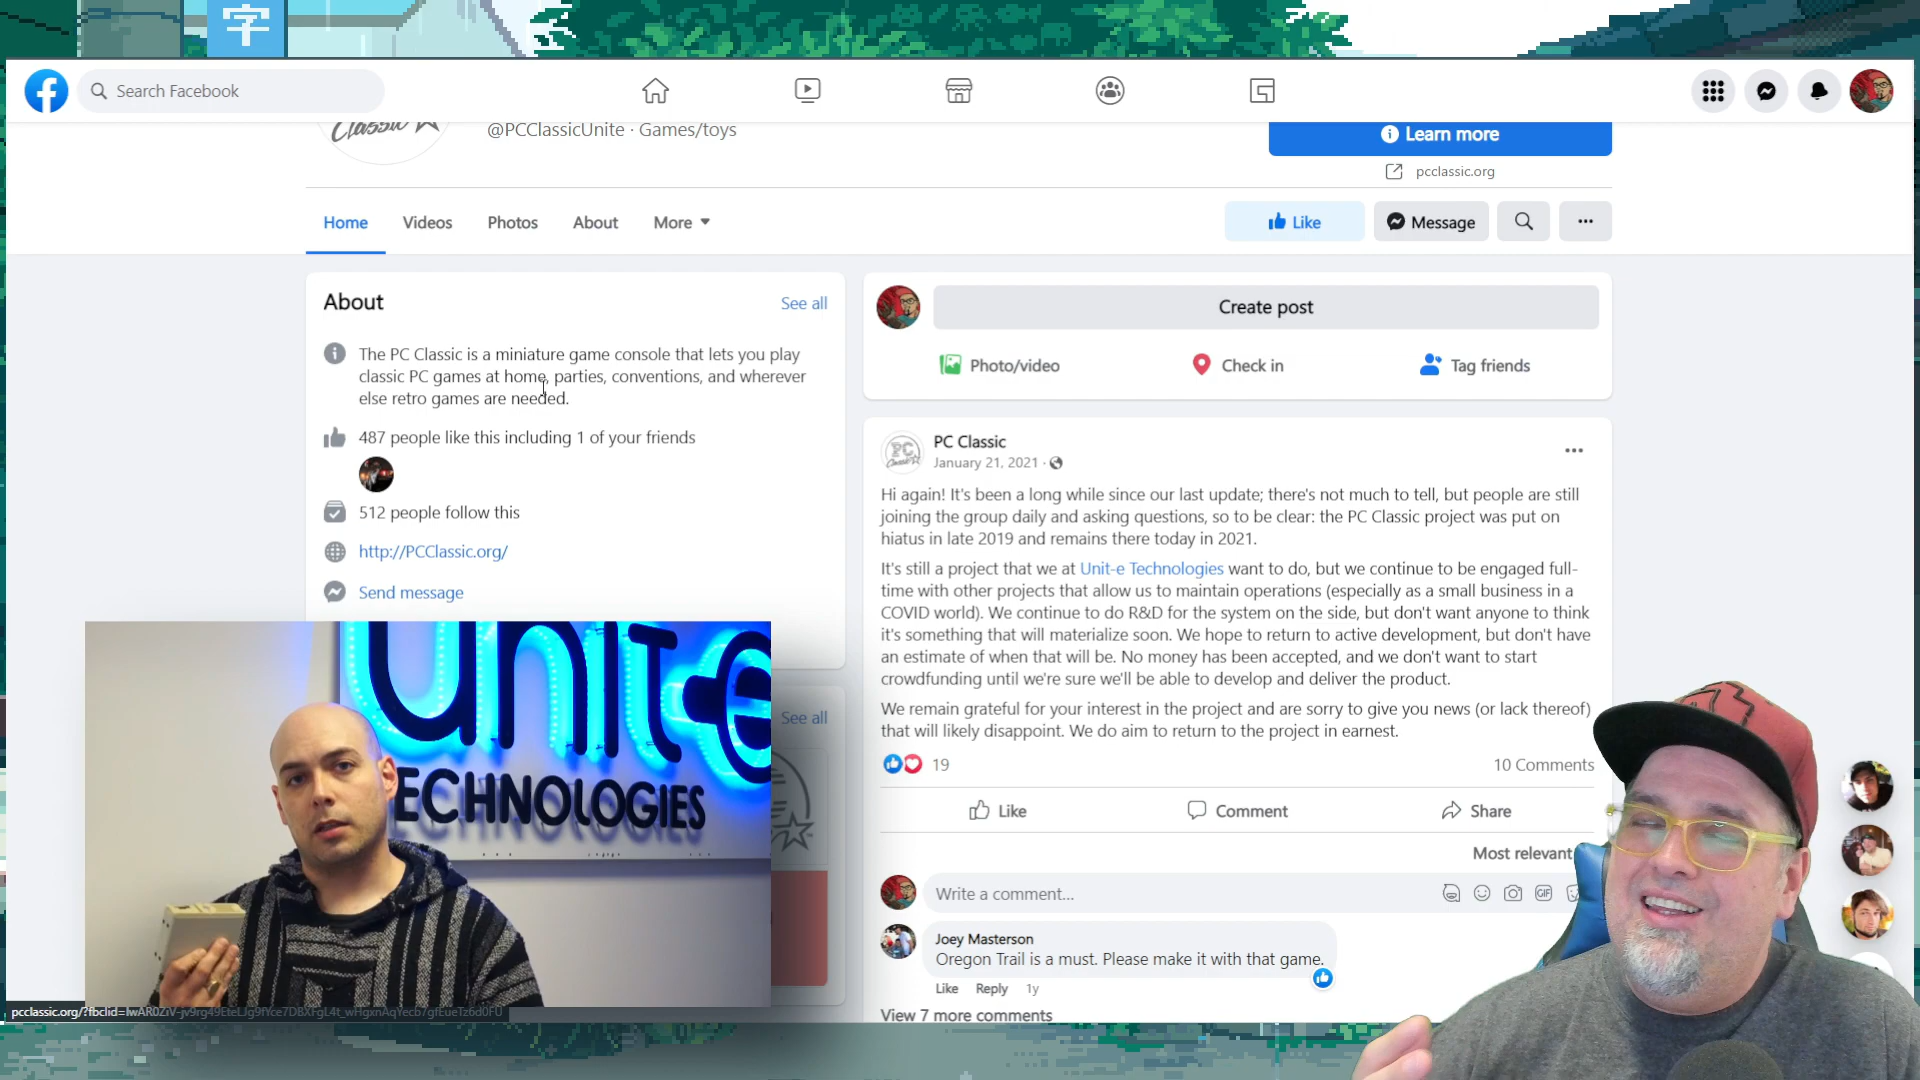 字
Search Facebook
Classic
@PCClassicUnite · Games/toys
Learn more
pcclassic.org
Home
Videos
Photos
About
More
Like
Message
About
See all
The PC Classic is a miniature game console that lets you play
classic PC games at home, parties, conventions, and wherever
else retro games are needed.
487 people like this including 1 of your friends
512 people follow this
http://PCClassic.org/
Send message
See all
unit-e
TECHNOLOGIES
Create post
Photo/video
Check in
Tag friends
PC Classic
January 21, 2021 ·
Hi again! It's been a long while since our last update; there's not much to tell, but people are still
joining the group daily and asking questions, so to be clear: the PC Classic project was put on
hiatus in late 2019 and remains there today in 2021.
It's still a project that we at Unit-e Technologies want to do, but we continue to be engaged full-
time with other projects that allow us to maintain operations (especially as a small business in a
COVID world). We continue to do R&D for the system on the side, but don't want anyone to think
it's something that will materialize soon. We hope to return to active development, but don't have
an estimate of when that will be. No money has been accepted, and we don't want to start
crowdfunding until we're sure we'll be able to develop and deliver the product.
We remain grateful for your interest in the project and are sorry to give you news (or lack thereof)
that will likely disappoint. We do aim to return to the project in earnest.
19
10 Comments
Like
Comment
Share
Most relevant
Write a comment...
GIF
Joey Masterson
Oregon Trail is a must. Please make it with that game.
Like
Reply
1y
View 7 more comments